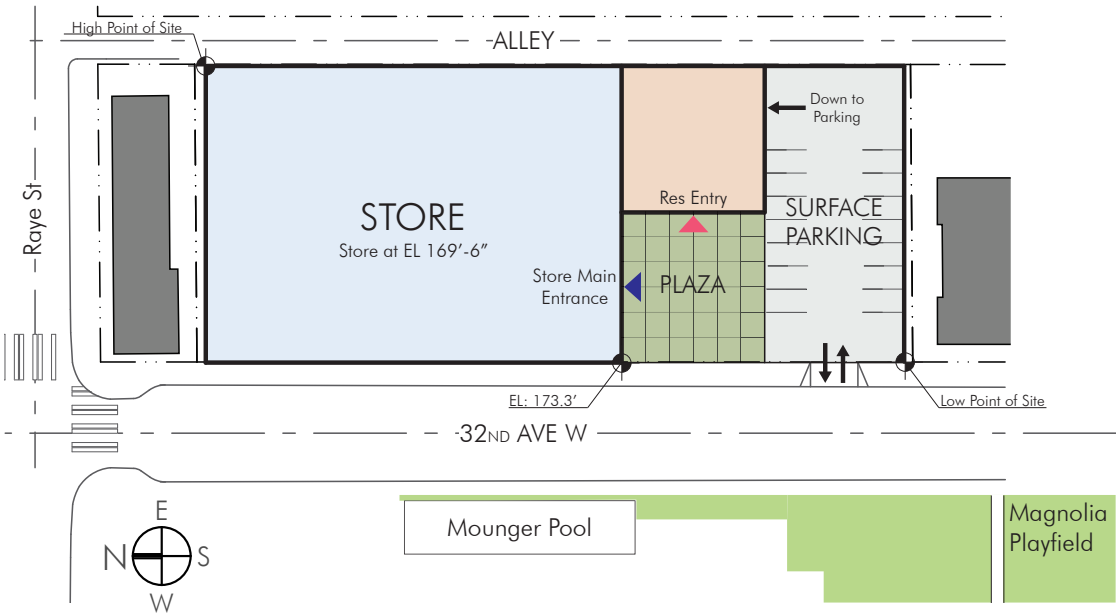 High Point of Site
ALLEY
Down to
Parking
Raye St
Res Entry
STORE
Store at EL 169’-6”
SURFACE
PARKING
Store Main
Entrance
PLAZA
EL: 173.3’
Low Point of Site
32ND AVE W
Mounger Pool
Magnolia
Playfield
E
N
S
W